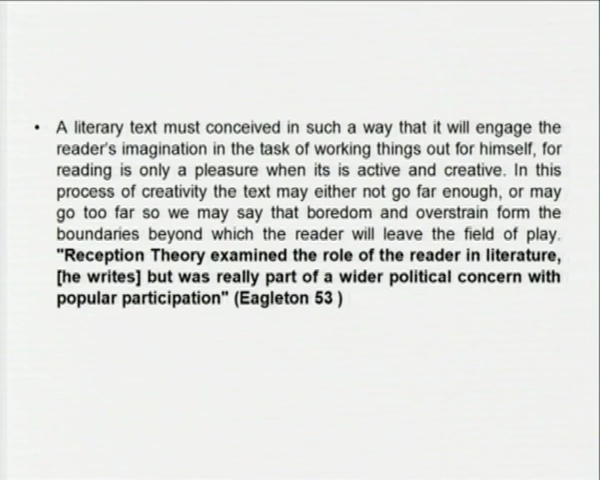 • A literary text must conceived in such a way that it will engage the
reader's imagination in the task of working things out for himself, for
reading is only a pleasure when its is active and creative. In this
process of creativity the text may either not go far enough, or may
go too far so we may say that boredom and overstrain form the
boundaries beyond which the reader will leave the field of play.
"Reception Theory examined the role of the reader in literature,
[he writes] but was really part of a wider political concern with
popular participation" (Eagleton 53 )